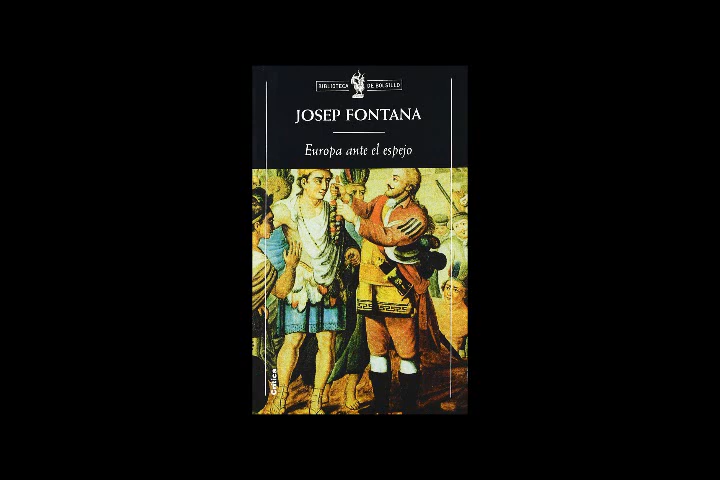 BIBLIOTECA DE BOLSILLO
JOSEP FONTANA
Europa ante el espejo
Crítica